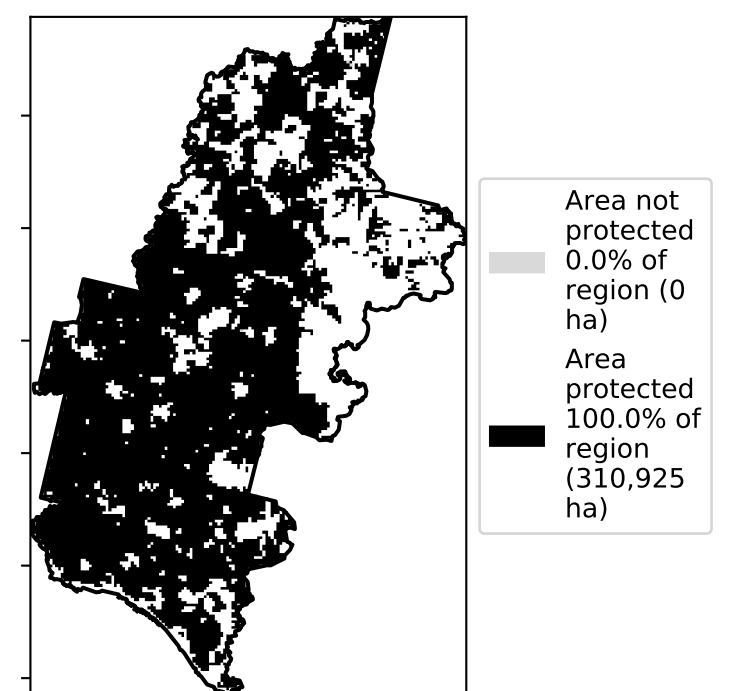 Area not
protected
0.0% of
region (0
ha)
Area
protected
100.0% of
region
(310,925
ha)